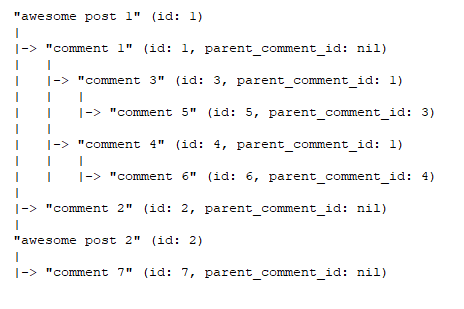 "awesome post 1" (id: 1)
|
|-> "comment 1" (id: 1, parent_comment_id: nil)
|   |
|   |-> "comment 3" (id: 3, parent_comment_id: 1)
|   |   |
|   |   |-> "comment 5" (id: 5, parent_comment_id: 3)
|   |
|   |-> "comment 4" (id: 4, parent_comment_id: 1)
|   |   |
|   |   |-> "comment 6" (id: 6, parent_comment_id: 4)
|
|-> "comment 2" (id: 2, parent_comment_id: nil)
|
"awesome post 2" (id: 2)
|
|-> "comment 7" (id: 7, parent_comment_id: nil)